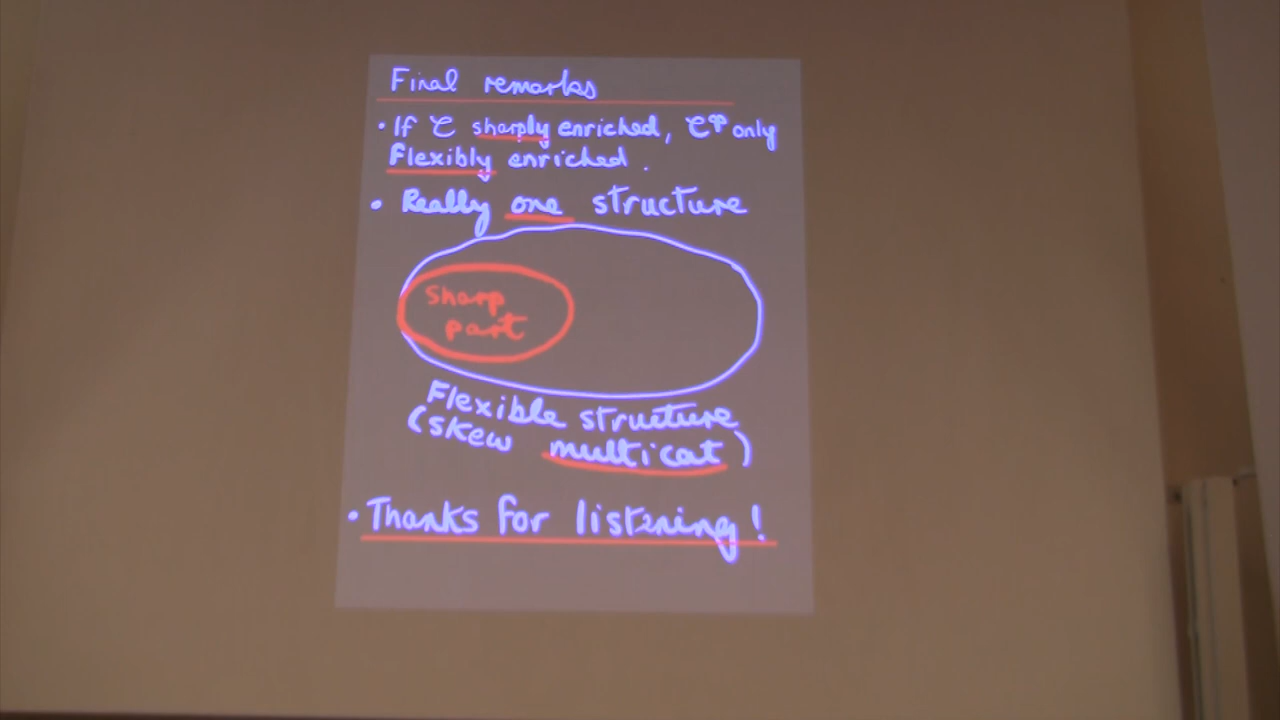 Final remarks
• If C sharply enriched, C^op only
Flexibly enriched .
• Really one structure
sharp
part
Flexible structure
(skew multicat)
• Thanks for listening!